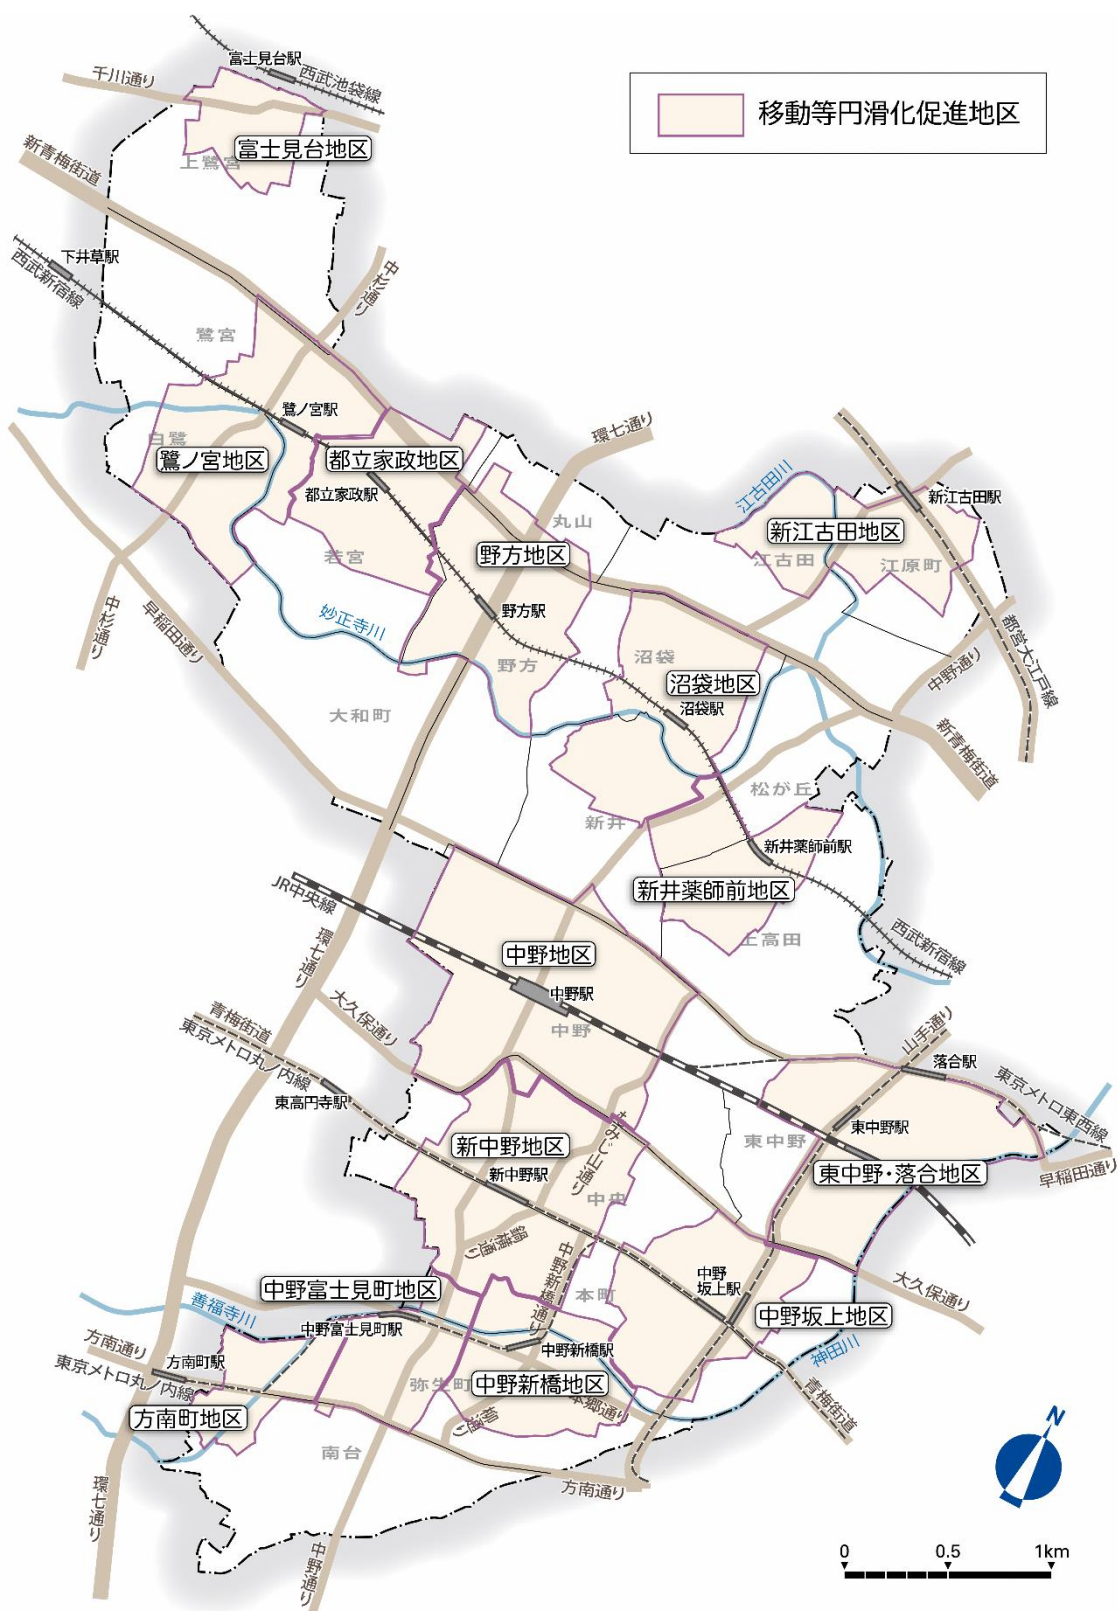 富士見台駅
西武池袋線
千川通り
移動等円滑化促進地区
富士見台地区
上鷺宮
新青梅街道
下井草駅
西武新宿線
中杉通り
鷺宮
鷺ノ宮駅
白鷺
鷺ノ宮地区
都立家政地区
都立家政駅
環七通り
丸山
野方地区
若宮
江古田川
新江古田駅
新江古田地区
江古田
江原町
妙正寺川
野方駅
野方
中杉通り
早稲田通り
沼袋
沼袋地区
沼袋駅
都営大江戸線
中野通り
新青梅街道
大和町
松が丘
新井
新井薬師前駅
新井薬師前地区
上高田
西武新宿線
JR中央線
環七通り
中野地区
中野駅
中野
大久保通り
青梅街道
東京メトロ丸ノ内線
東高円寺駅
山手通り
落合駅
東京メトロ東西線
東中野駅
東中野
早稲田通り
東中野・落合地区
もみじ山通り
新中野地区
新中野駅
中央
鍋横通り
中野新橋通り
中野富士見町地区
善福寺川
中野富士見町駅
本町
中野
坂上駅
中野坂上地区
大久保通り
神田川
中野新橋駅
中野新橋地区
方南通り
方南町駅
東京メトロ丸ノ内線
方南町地区
弥生町
本郷通り
柳通り
青梅街道
南台
方南通り
環七通り
中野通り
N
0 0.5 1km